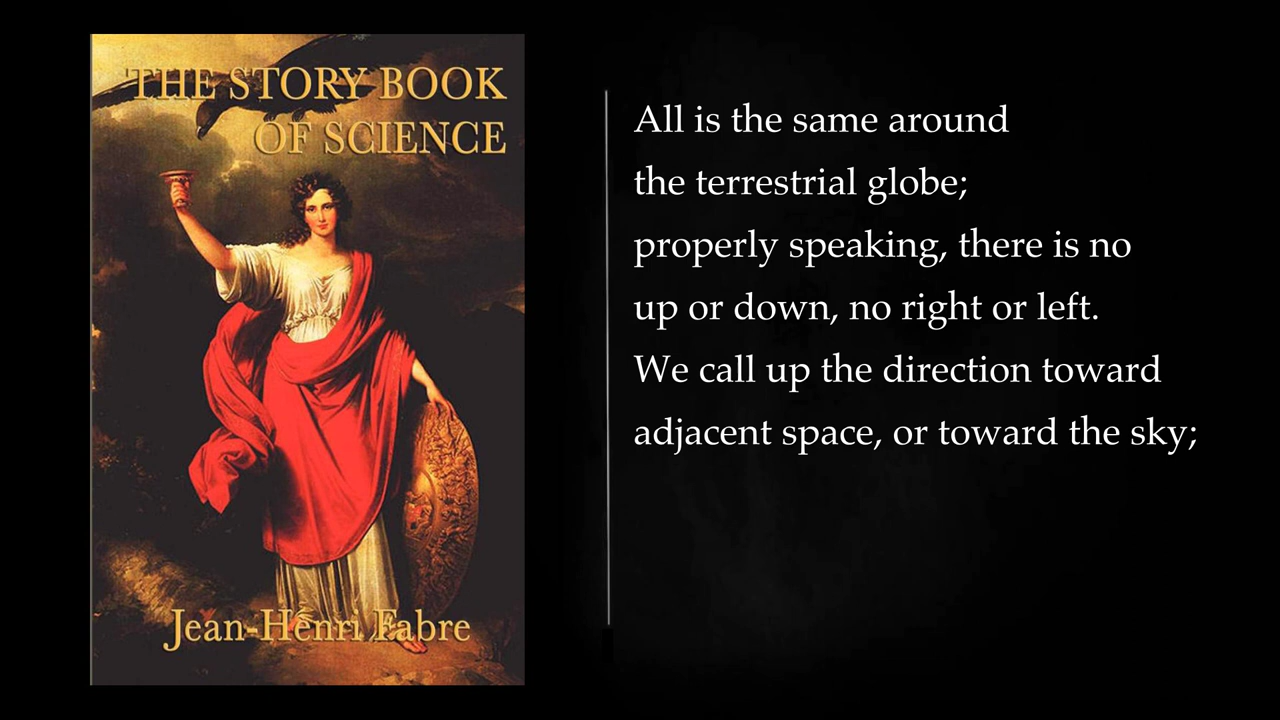 THE STORY BOOK
OF SCIENCE
Jean-Henri Fabre
All is the same around
the terrestrial globe;
properly speaking, there is no
up or down, no right or left.
We call up the direction toward
adjacent space, or toward the sky;